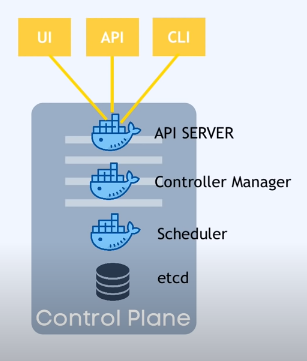 UI
API
CLI
API SERVER
Controller Manager
Scheduler
etcd
Control Plane